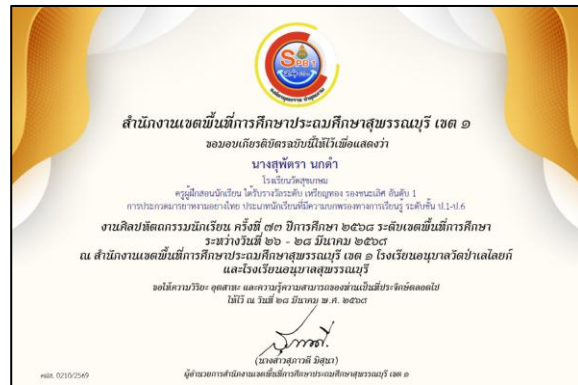 SPB 1
สำนักงานเขตพื้นที่การศึกษาประถมศึกษาสุพรรณบุรี เขต ๑
ขอมอบเกียรติบัตรฉบับนี้ให้ไว้เพื่อแสดงว่า
นางสุพัตรา นกดำ
โรงเรียนวัดสุขเกษม
ครูผู้ฝึกสอนนักเรียน ได้รับรางวัลระดับ เหรียญทอง รองชนะเลิศ อันดับ 1
การประกวดมารยาทงามอย่างไทย ประเภทนักเรียนที่มีความบกพร่องทางการเรียนรู้ ระดับชั้น ป.1-ป.6
งานศิลปหัตถกรรมนักเรียน ครั้งที่ ๗๓ ปีการศึกษา ๒๕๖๘ ระดับเขตพื้นที่การศึกษา
ระหว่างวันที่ ๒๖ - ๒๘ มีนาคม ๒๕๖๙
ณ สำนักงานเขตพื้นที่การศึกษาประถมศึกษาสุพรรณบุรี เขต ๑ โรงเรียนอนุบาลวัดป่าเลไลยก์
และโรงเรียนอนุบาลสุพรรณบุรี
ขอให้ความวิริยะ อุตสาหะ และความรู้ความสามารถของท่านเป็นที่ประจักษ์ตลอดไป
ให้ไว้ ณ วันที่ ๒๘ มีนาคม พ.ศ. ๒๕๖๙
(นางสาวสุภาวดี มีสุนา)
ผู้อำนวยการสำนักงานเขตพื้นที่การศึกษาประถมศึกษาสุพรรณบุรี เขต ๑
0210/2569